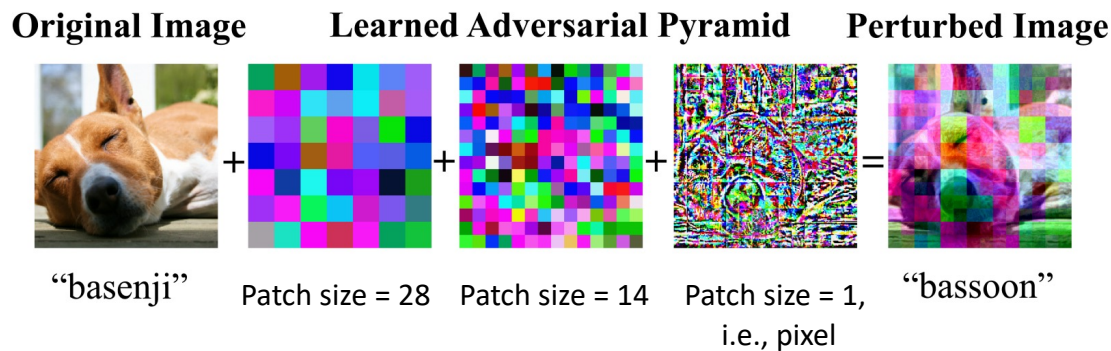 Original Image
Learned Adversarial Pyramid
Perturbed Image
+
+
+
=
“basenji”
Patch size = 28
Patch size = 14
Patch size = 1,
i.e., pixel
“bassoon”